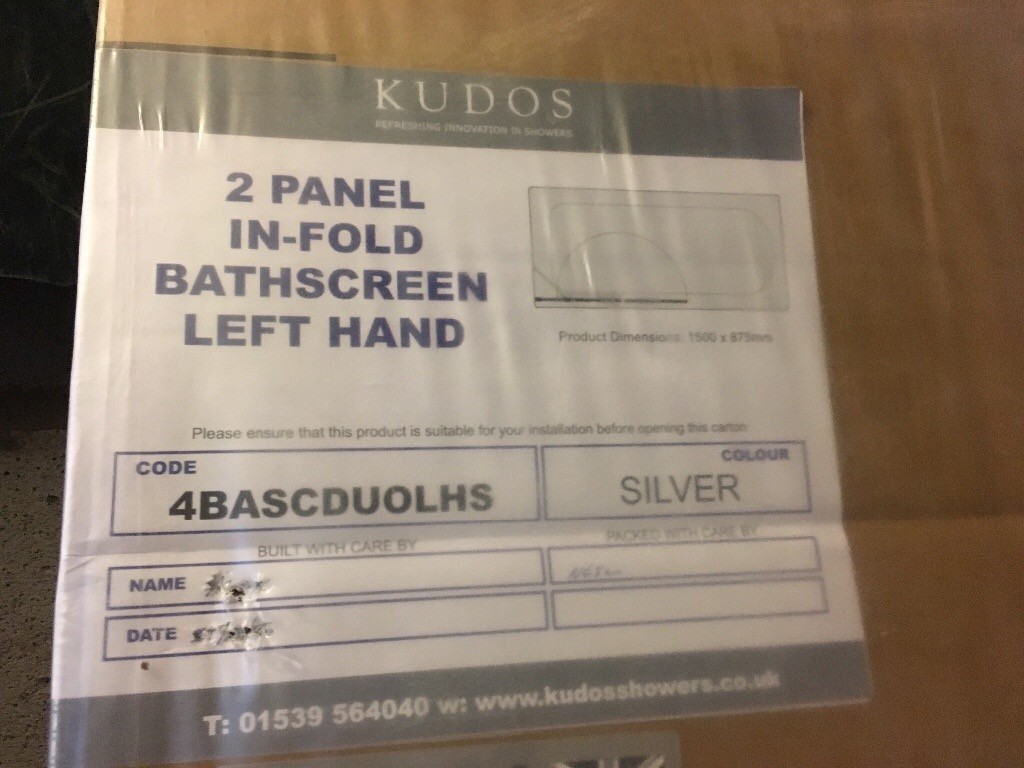 KUDOS
REFRESHING INNOVATION IN SHOWERS
2 PANEL
IN-FOLD
BATHSCREEN
LEFT HAND
Product Dimensions: 1500 x 875mm
Please ensure that this product is suitable for your installation before opening this carton
CODE
4BASCDUOLHS
COLOUR
SILVER
BUILT WITH CARE BY
PACKED WITH CARE BY
NAME
DATE
T: 01539 564040 w: www.kudosshowers.co.uk